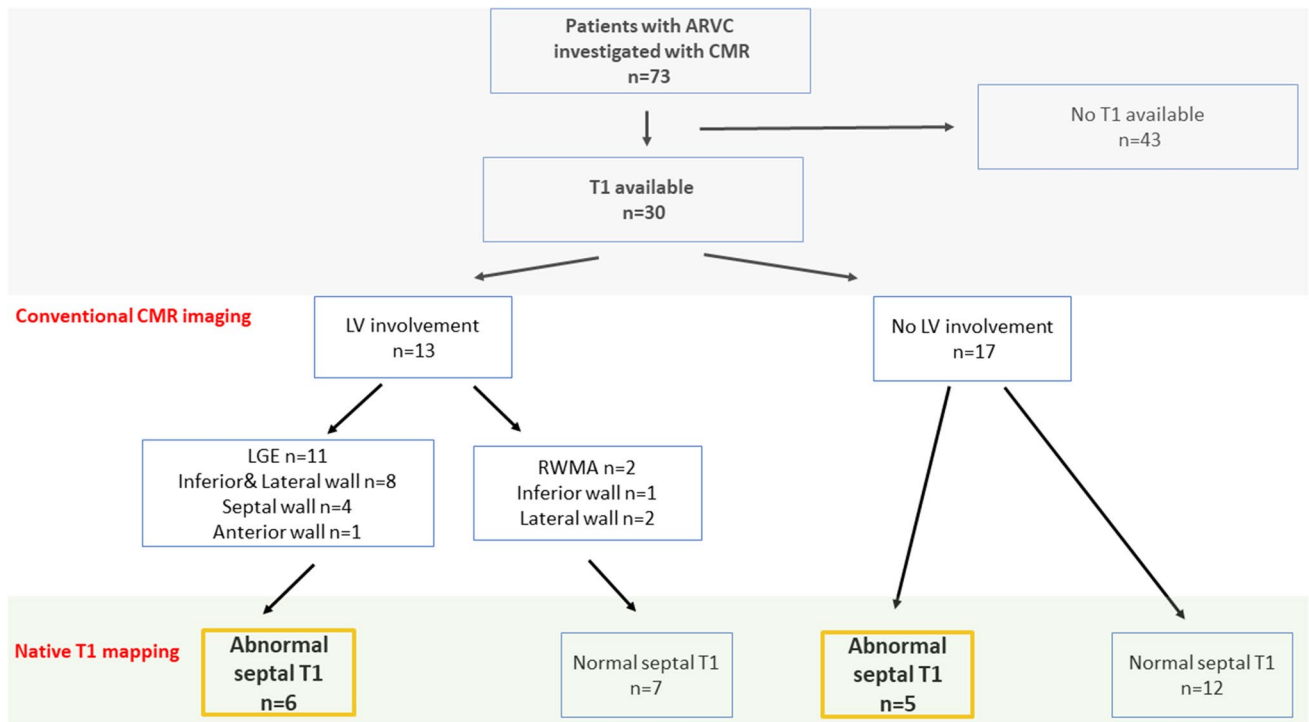 Patients with ARVC
investigated with CMR
n=73
No T1 available
n=43
T1 available
n=30
Conventional CMR imaging
LV involvement
n=13
No LV involvement
n=17
LGE n=11
Inferior& Lateral wall n=8
Septal wall n=4
Anterior wall n=1
RWMA n=2
Inferior wall n=1
Lateral wall n=2
Native T1 mapping
Abnormal
septal T1
n=6
Normal septal T1
n=7
Abnormal
septal T1
n=5
Normal septal T1
n=12